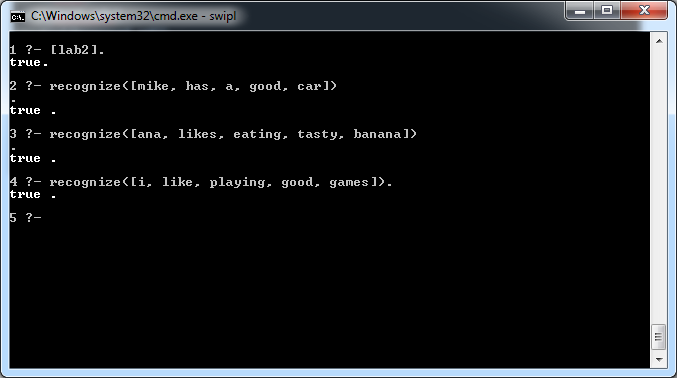 C:\Windows\system32\cmd.exe - swipl
1 ?- [lab2].
true.
2 ?- recognize([mike, has, a, good, car])
.
true .
3 ?- recognize([ana, likes, eating, tasty, banana])
.
true .
4 ?- recognize([i, like, playing, good, games]).
true .
5 ?-